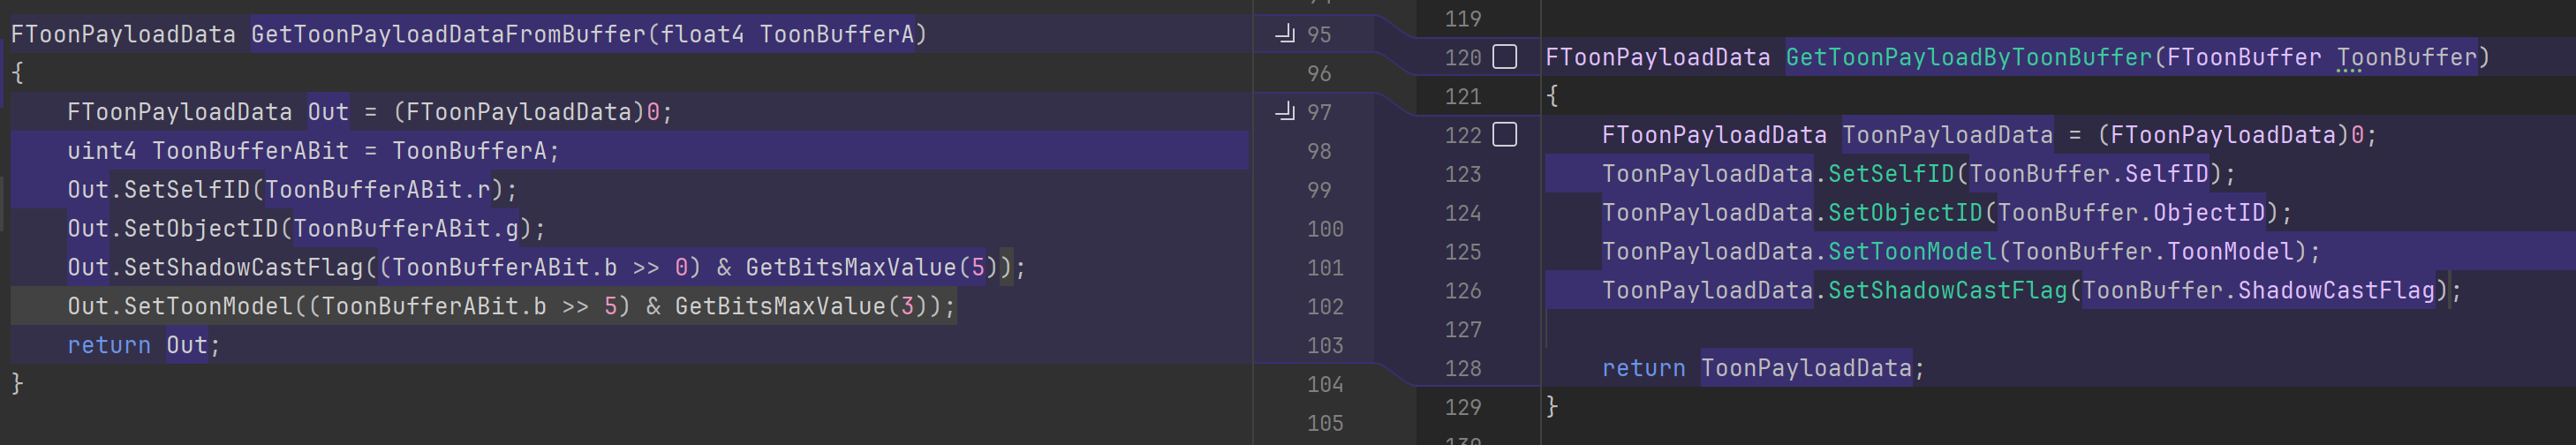 FToonPayloadData GetToonPayloadDataFromBuffer(float4 ToonBufferA)
{
    FToonPayloadData Out = (FToonPayloadData)0;
    uint4 ToonBufferABit = ToonBufferA;
    Out.SetSelfID(ToonBufferABit.r);
    Out.SetObjectID(ToonBufferABit.g);
    Out.SetShadowCastFlag((ToonBufferABit.b >> 0) & GetBitsMaxValue(5));
    Out.SetToonModel((ToonBufferABit.b >> 5) & GetBitsMaxValue(3));
    return Out;
}
95
96
97
98
99
100
101
102
103
104
105
119
120
121
122
123
124
125
126
127
128
129
FToonPayloadData GetToonPayloadByToonBuffer(FToonBuffer ToonBuffer)
{
    FToonPayloadData ToonPayloadData = (FToonPayloadData)0;
    ToonPayloadData.SetSelfID(ToonBuffer.SelfID);
    ToonPayloadData.SetObjectID(ToonBuffer.ObjectID);
    ToonPayloadData.SetToonModel(ToonBuffer.ToonModel);
    ToonPayloadData.SetShadowCastFlag(ToonBuffer.ShadowCastFlag);
    return ToonPayloadData;
}